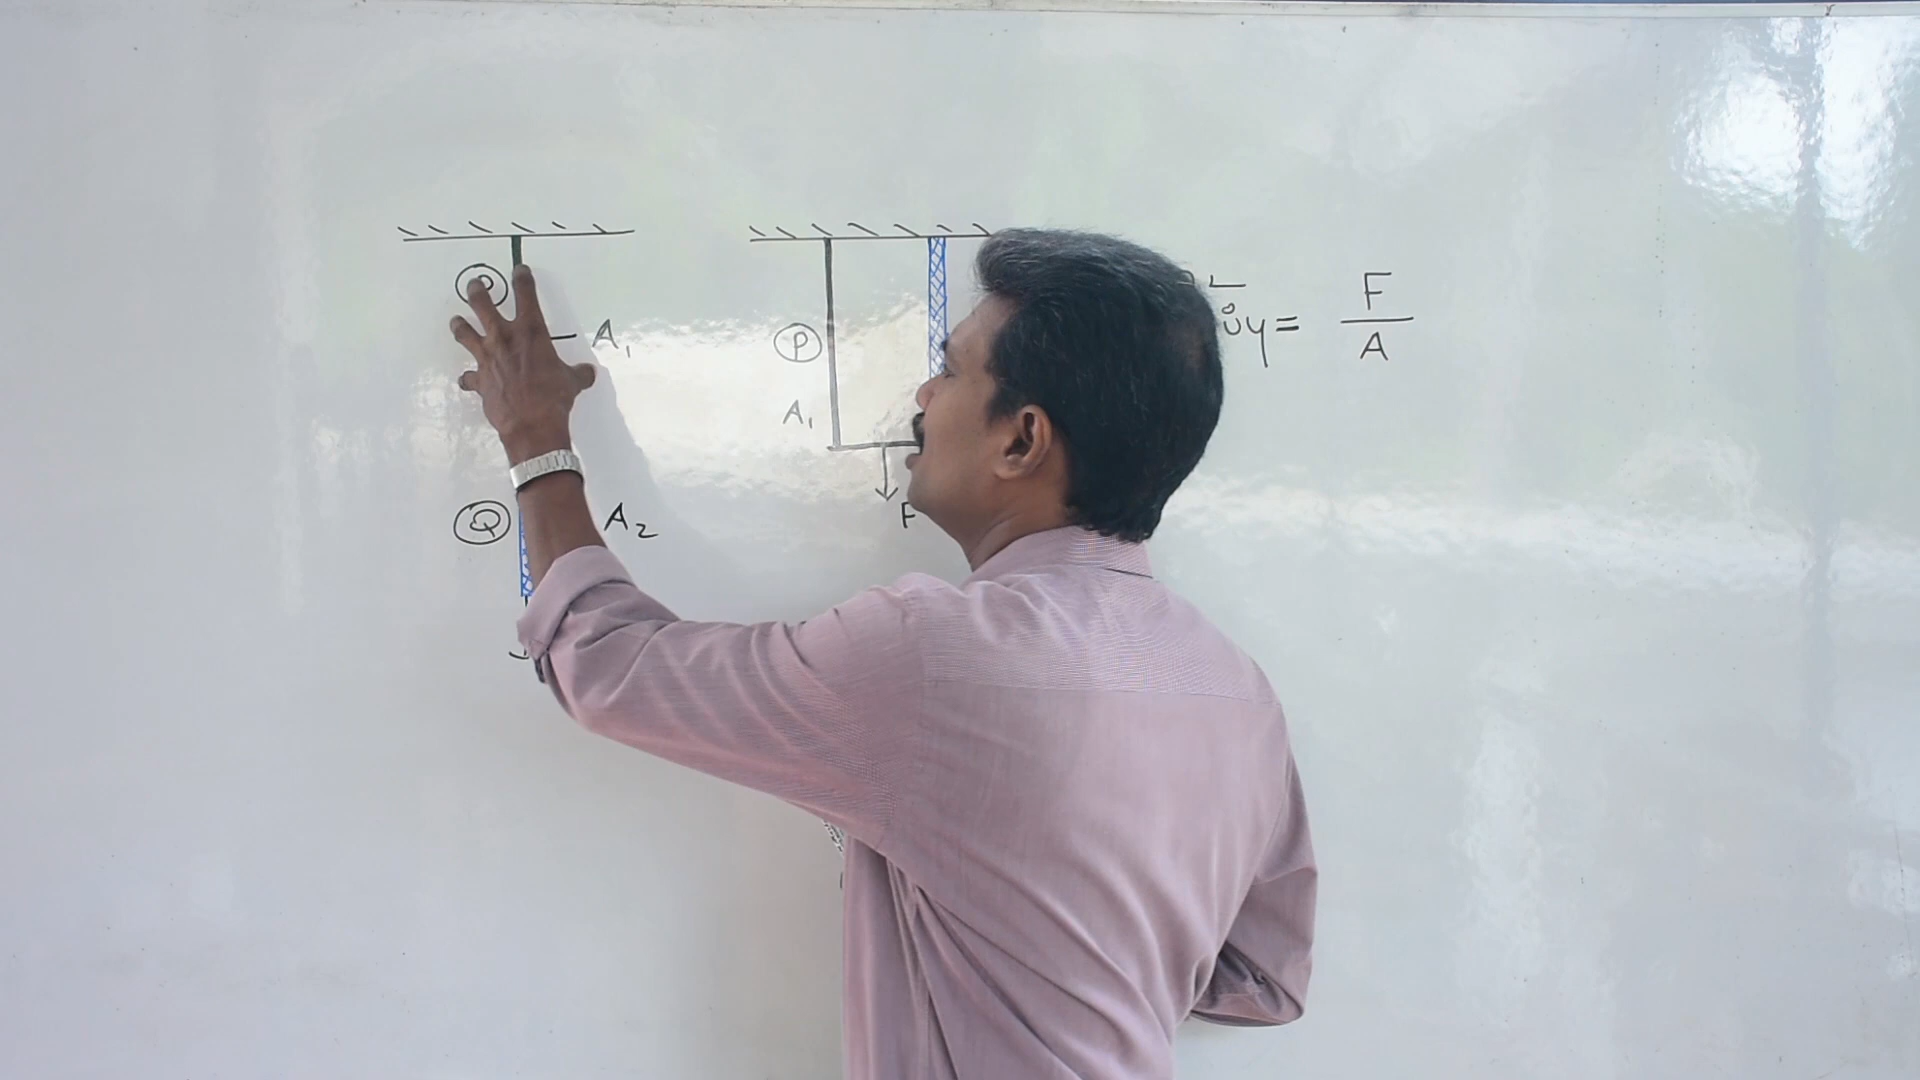 A₁
Q
A₂
P
A₁
F
= F
A